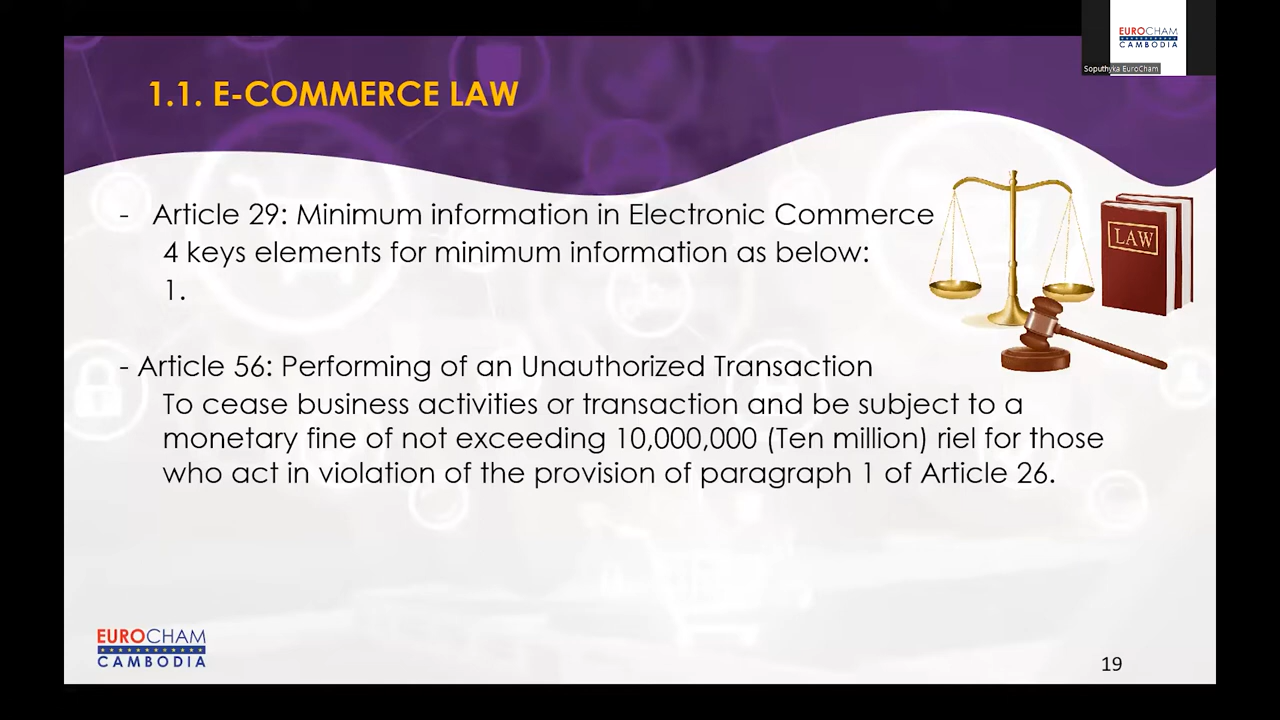 EUROCHAM
CAMBODIA
Soputhyka EuroCham
1.1. E-COMMERCE LAW
- Article 29: Minimum information in Electronic Commerce
4 keys elements for minimum information as below:
1.
LAW
- Article 56: Performing of an Unauthorized Transaction
To cease business activities or transaction and be subject to a
monetary fine of not exceeding 10,000,000 (Ten million) riel for those
who act in violation of the provision of paragraph 1 of Article 26.
EUROCHAM
CAMBODIA
19